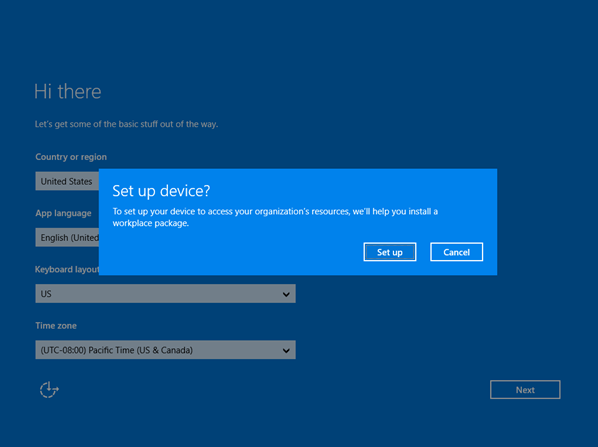 Hi there
Let's get some of the basic stuff out of the way.
Country or region
United States
Set up device?
To set up your device to access your organization's resources, we'll help you install a
workplace package.
Set up
Cancel
App language
English (United
Keyboard layout
US
Time zone
(UTC-08:00) Pacific Time (US & Canada)
Next